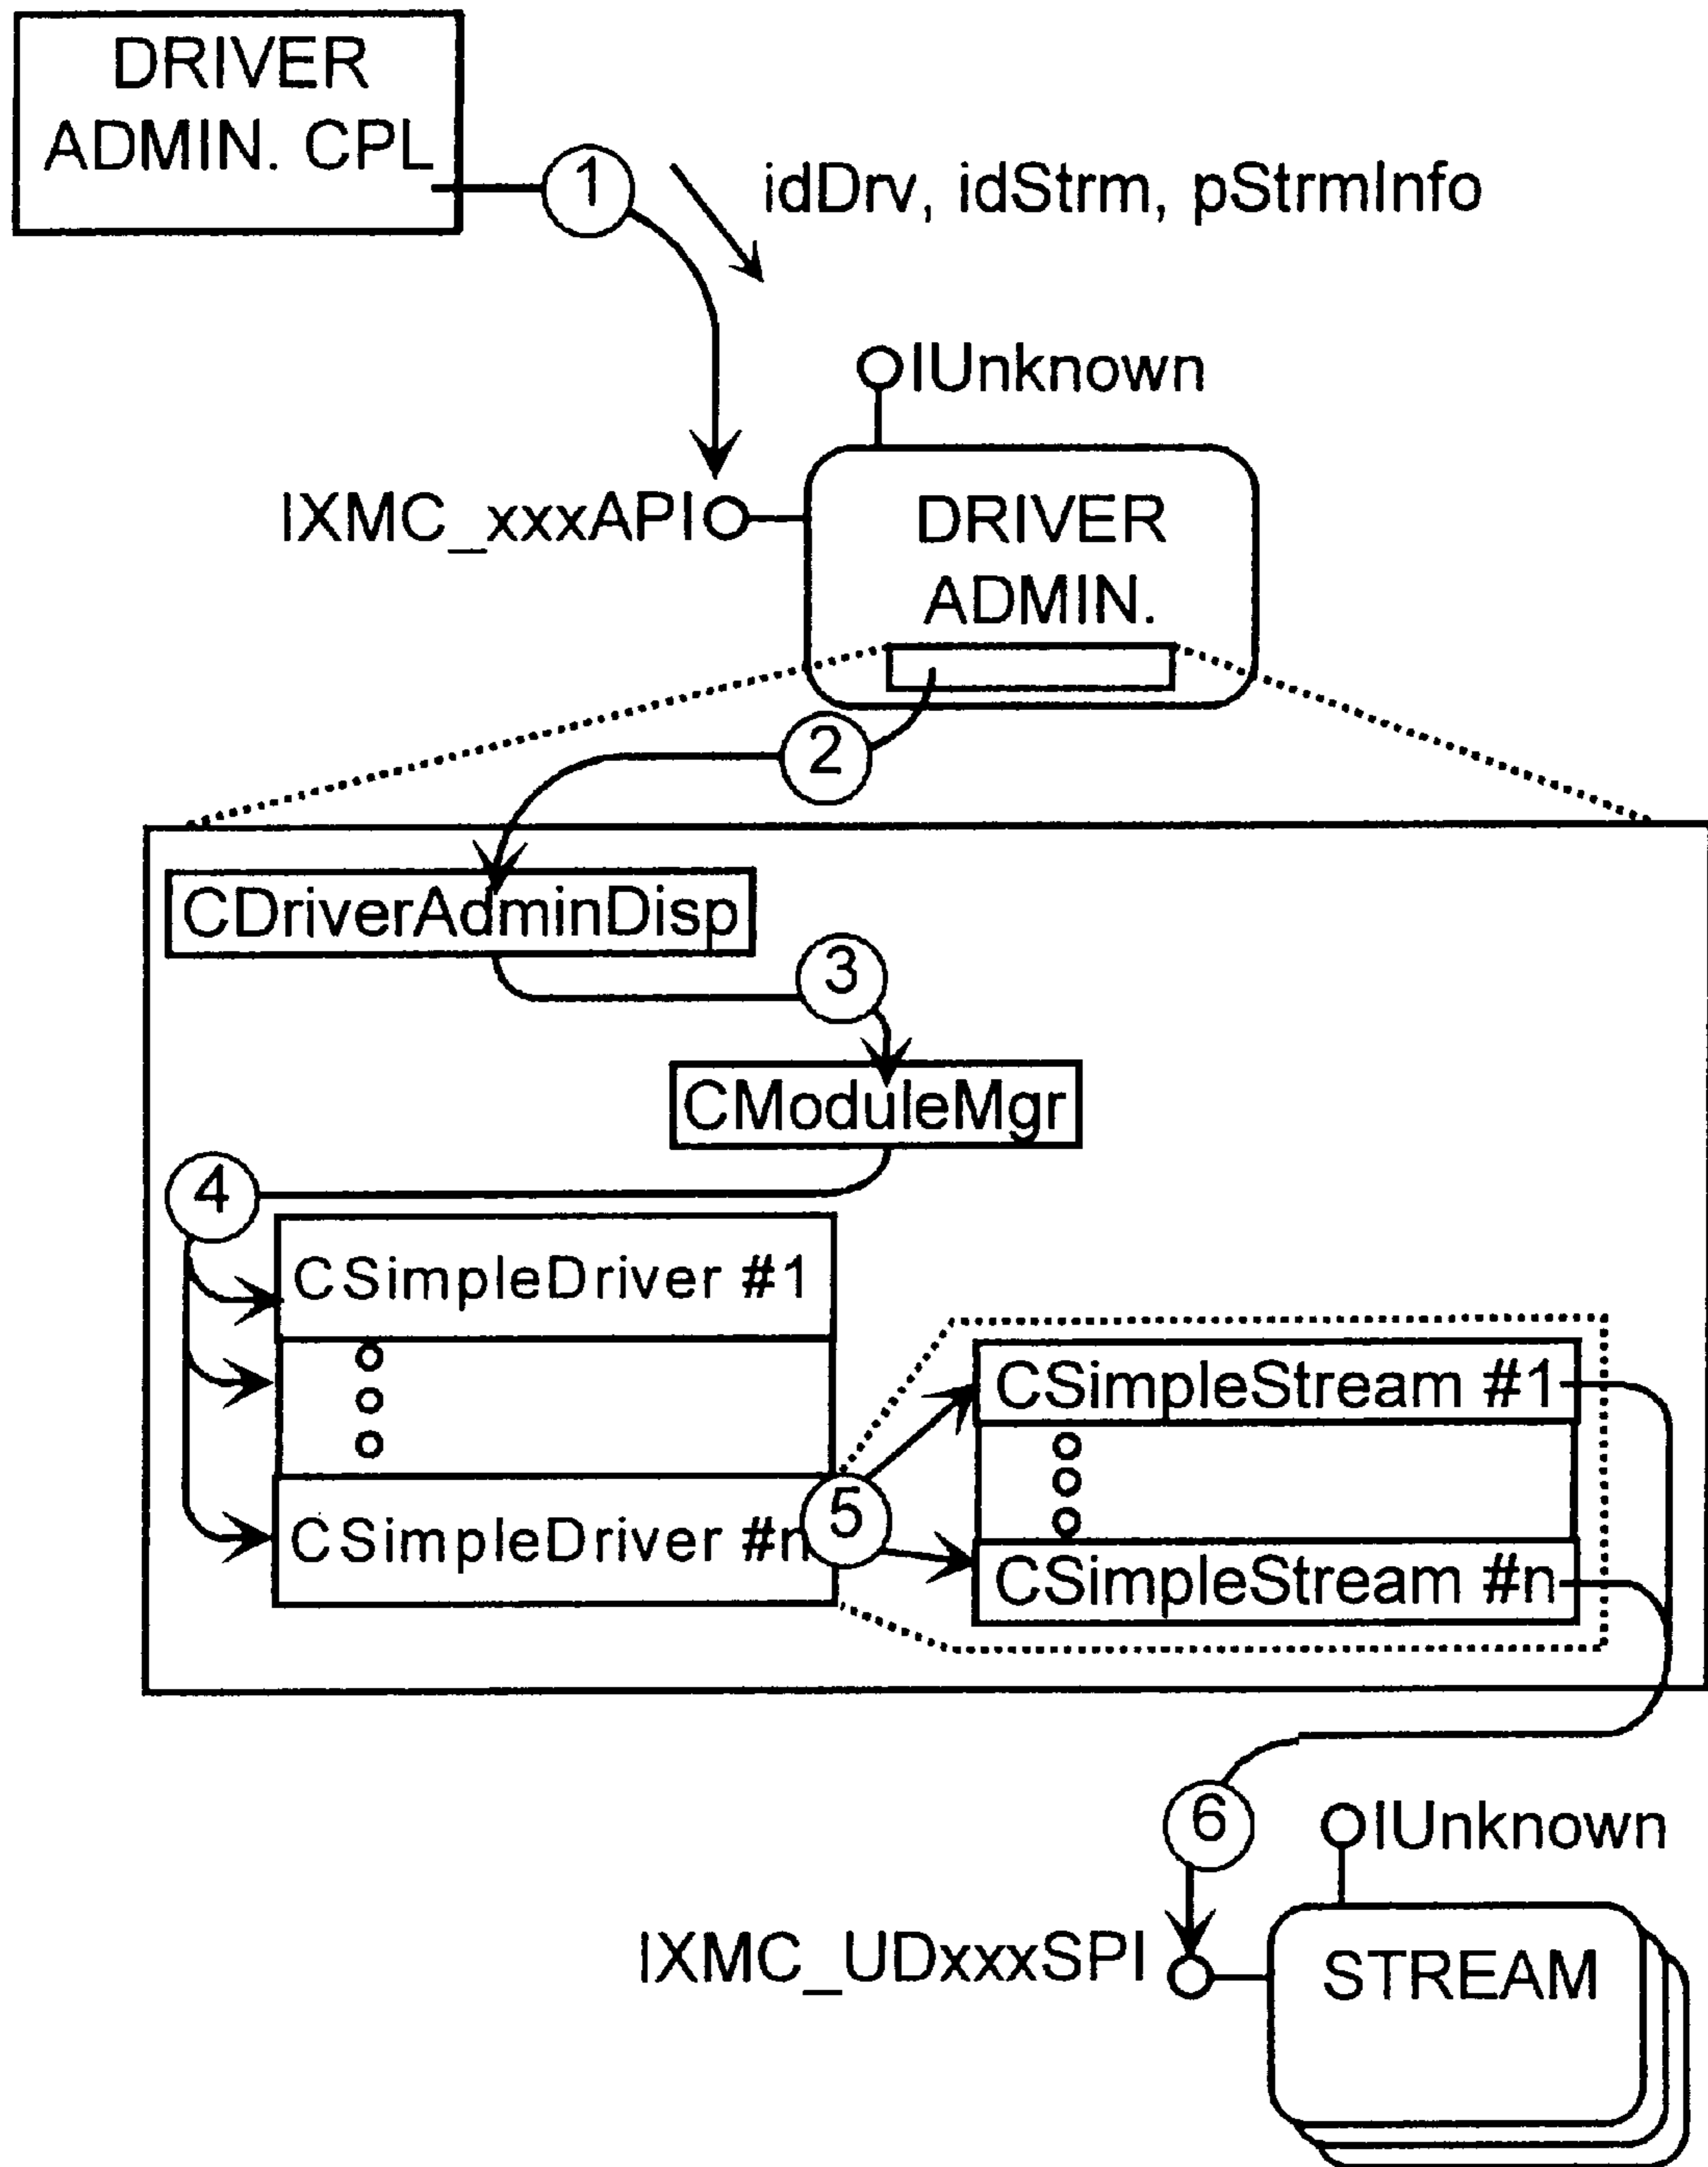 DRIVER
ADMIN. CPL
1
idDrv, idStrm, pStrmInfo
IUnknown
IXMC_xxxAPI
DRIVER
ADMIN.
2
CDriverAdminDisp
3
CModuleMgr
4
CSimpleDriver #1
CSimpleStream #1
5
CSimpleDriver #n
CSimpleStream #n
6
IUnknown
IXMC_UDxxxSPI
STREAM